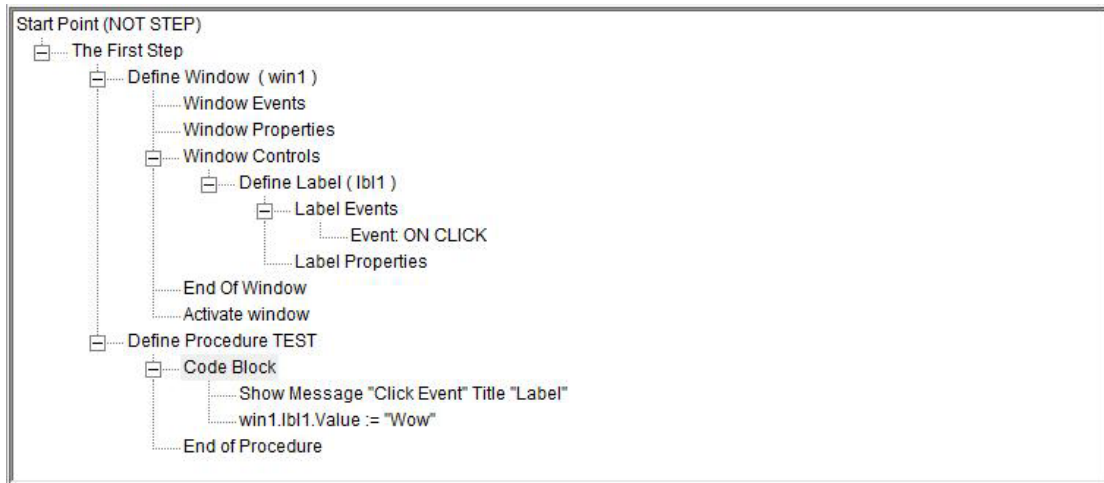 Start Point (NOT STEP)
The First Step
Define Window ( win1 )
Window Events
Window Properties
Window Controls
Define Label ( lbl1 )
Label Events
Event: ON CLICK
Label Properties
End Of Window
Activate window
Define Procedure TEST
Code Block
Show Message "Click Event" Title "Label"
win1.lbl1.Value := "Wow"
End of Procedure